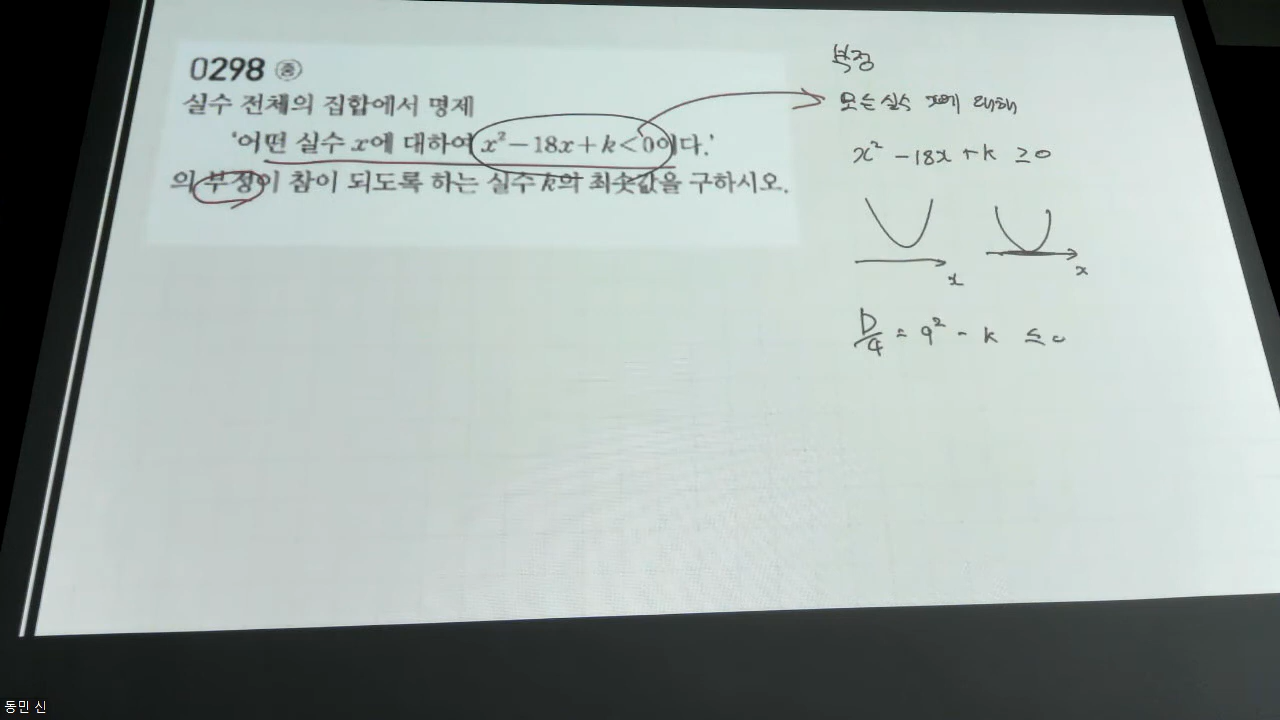 0298 중
실수 전체의 집합에서 명제
‘어떤 실수 x에 대하여 x²−18x+k<0이다.’
의 부정이 참이 되도록 하는 실수 k의 최솟값을 구하시오.
부정
모든 실수 x에 대해
x² −18x+k ≥0
x
x
D/4 = 9² - k ≤0
동민 신